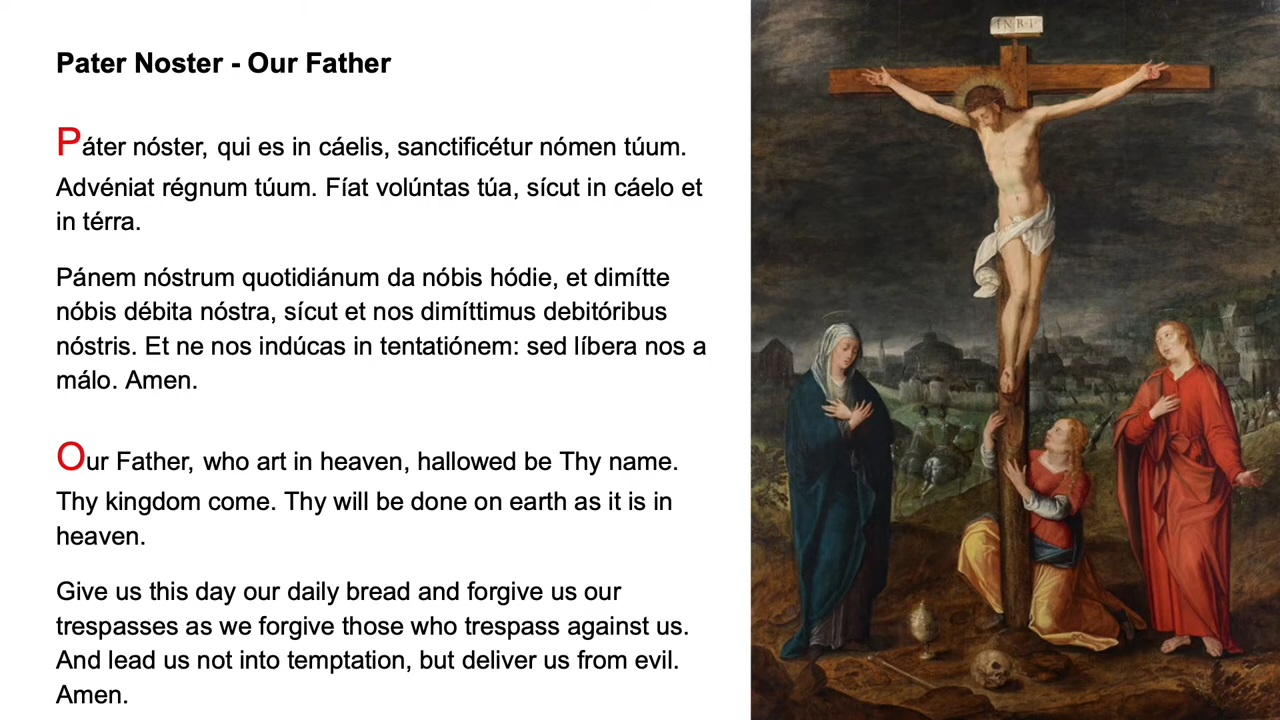 Pater Noster - Our Father
Páter nóster, qui es in cáelis, sanctificétur nómen túum.
Advéniat régnum túum. Fíat volúntas túa, sícut in cáelo et
in térra.
Pánem nóstrum quotidiánum da nóbis hódie, et dimítte
nóbis débita nóstra, sícut et nos dimíttimus debitóribus
nóstris. Et ne nos indúcas in tentatiónem: sed líbera nos a
málo. Amen.
Our Father, who art in heaven, hallowed be Thy name.
Thy kingdom come. Thy will be done on earth as it is in
heaven.
Give us this day our daily bread and forgive us our
trespasses as we forgive those who trespass against us.
And lead us not into temptation, but deliver us from evil.
Amen.
INRI